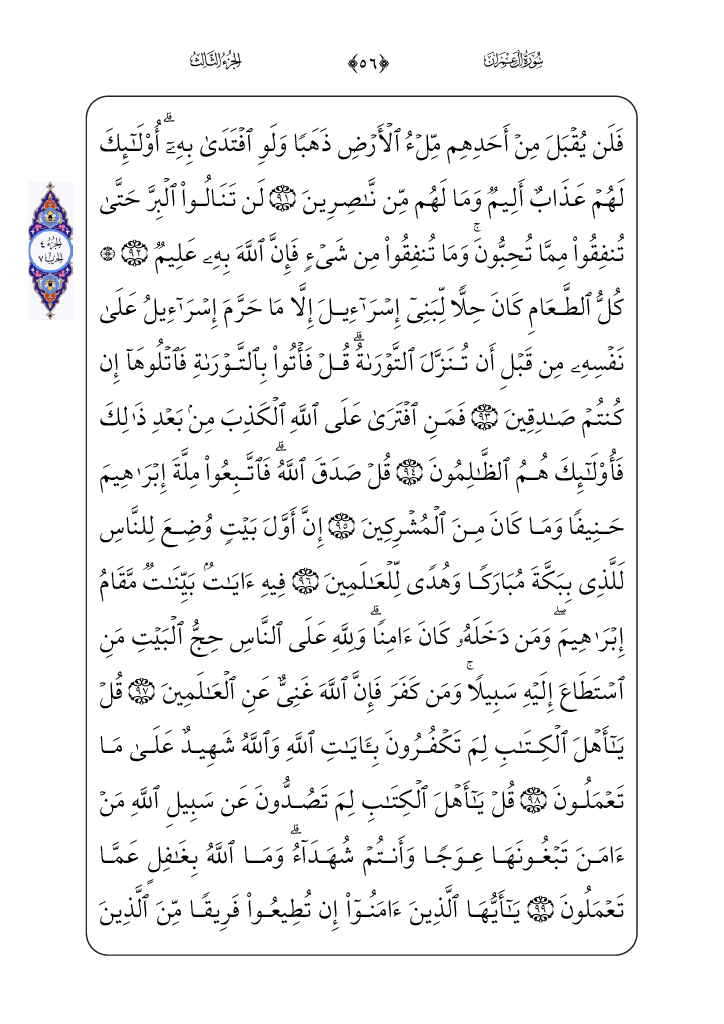 سُورَةُ آلِ عِمْرَان
﴿٥٦﴾
الجُزْءُ الثَّالِثُ
فَلَن يُقْبَلَ مِنْ أَحَدِهِم مِّلْءُ ٱلْأَرْضِ ذَهَبًا وَلَوِ ٱفْتَدَىٰ بِهِۦٓ ۗ أُو۟لَـٰٓئِكَ
لَهُمْ عَذَابٌ أَلِيمٌ وَمَا لَهُم مِّن نَّـٰصِرِينَ ﴿٩١﴾ لَن تَنَالُوا۟ ٱلْبِرَّ حَتَّىٰ
تُنفِقُوا۟ مِمَّا تُحِبُّونَ ۚ وَمَا تُنفِقُوا۟ مِن شَىْءٍ فَإِنَّ ٱللَّهَ بِهِۦ عَلِيمٌ ﴿٩٢﴾ ۞
الجزء ٤
الحزب ٧
كُلُّ ٱلطَّعَامِ كَانَ حِلًّا لِّبَنِىٓ إِسْرَٰٓءِيلَ إِلَّا مَا حَرَّمَ إِسْرَٰٓءِيلُ عَلَىٰ
نَفْسِهِۦ مِن قَبْلِ أَن تُنَزَّلَ ٱلتَّوْرَىٰةُ ۗ قُلْ فَأْتُوا۟ بِٱلتَّوْرَىٰةِ فَٱتْلُوهَآ إِن
كُنتُمْ صَـٰدِقِينَ ﴿٩٣﴾ فَمَنِ ٱفْتَرَىٰ عَلَى ٱللَّهِ ٱلْكَذِبَ مِنۢ بَعْدِ ذَٰلِكَ
فَأُو۟لَـٰٓئِكَ هُمُ ٱلظَّـٰلِمُونَ ﴿٩٤﴾ قُلْ صَدَقَ ٱللَّهُ ۗ فَٱتَّبِعُوا۟ مِلَّةَ إِبْرَٰهِيمَ
حَنِيفًا وَمَا كَانَ مِنَ ٱلْمُشْرِكِينَ ﴿٩٥﴾ إِنَّ أَوَّلَ بَيْتٍ وُضِعَ لِلنَّاسِ
لَلَّذِى بِبَكَّةَ مُبَارَكًا وَهُدًى لِّلْعَـٰلَمِينَ ﴿٩٦﴾ فِيهِ ءَايَـٰتٌۢ بَيِّنَـٰتٌ مَّقَامُ
إِبْرَٰهِيمَ ۖ وَمَن دَخَلَهُۥ كَانَ ءَامِنًا ۗ وَلِلَّهِ عَلَى ٱلنَّاسِ حِجُّ ٱلْبَيْتِ مَنِ
ٱسْتَطَاعَ إِلَيْهِ سَبِيلًا ۚ وَمَن كَفَرَ فَإِنَّ ٱللَّهَ غَنِىٌّ عَنِ ٱلْعَـٰلَمِينَ ﴿٩٧﴾ قُلْ
يَـٰٓأَهْلَ ٱلْكِتَـٰبِ لِمَ تَكْفُرُونَ بِـَٔايَـٰتِ ٱللَّهِ وَٱللَّهُ شَهِيدٌ عَلَىٰ مَا
تَعْمَلُونَ ﴿٩٨﴾ قُلْ يَـٰٓأَهْلَ ٱلْكِتَـٰبِ لِمَ تَصُدُّونَ عَن سَبِيلِ ٱللَّهِ مَنْ
ءَامَنَ تَبْغُونَهَا عِوَجًا وَأَنتُمْ شُهَدَآءُ ۗ وَمَا ٱللَّهُ بِغَـٰفِلٍ عَمَّا
تَعْمَلُونَ ﴿٩٩﴾ يَـٰٓأَيُّهَا ٱلَّذِينَ ءَامَنُوٓا۟ إِن تُطِيعُوا۟ فَرِيقًا مِّنَ ٱلَّذِينَ